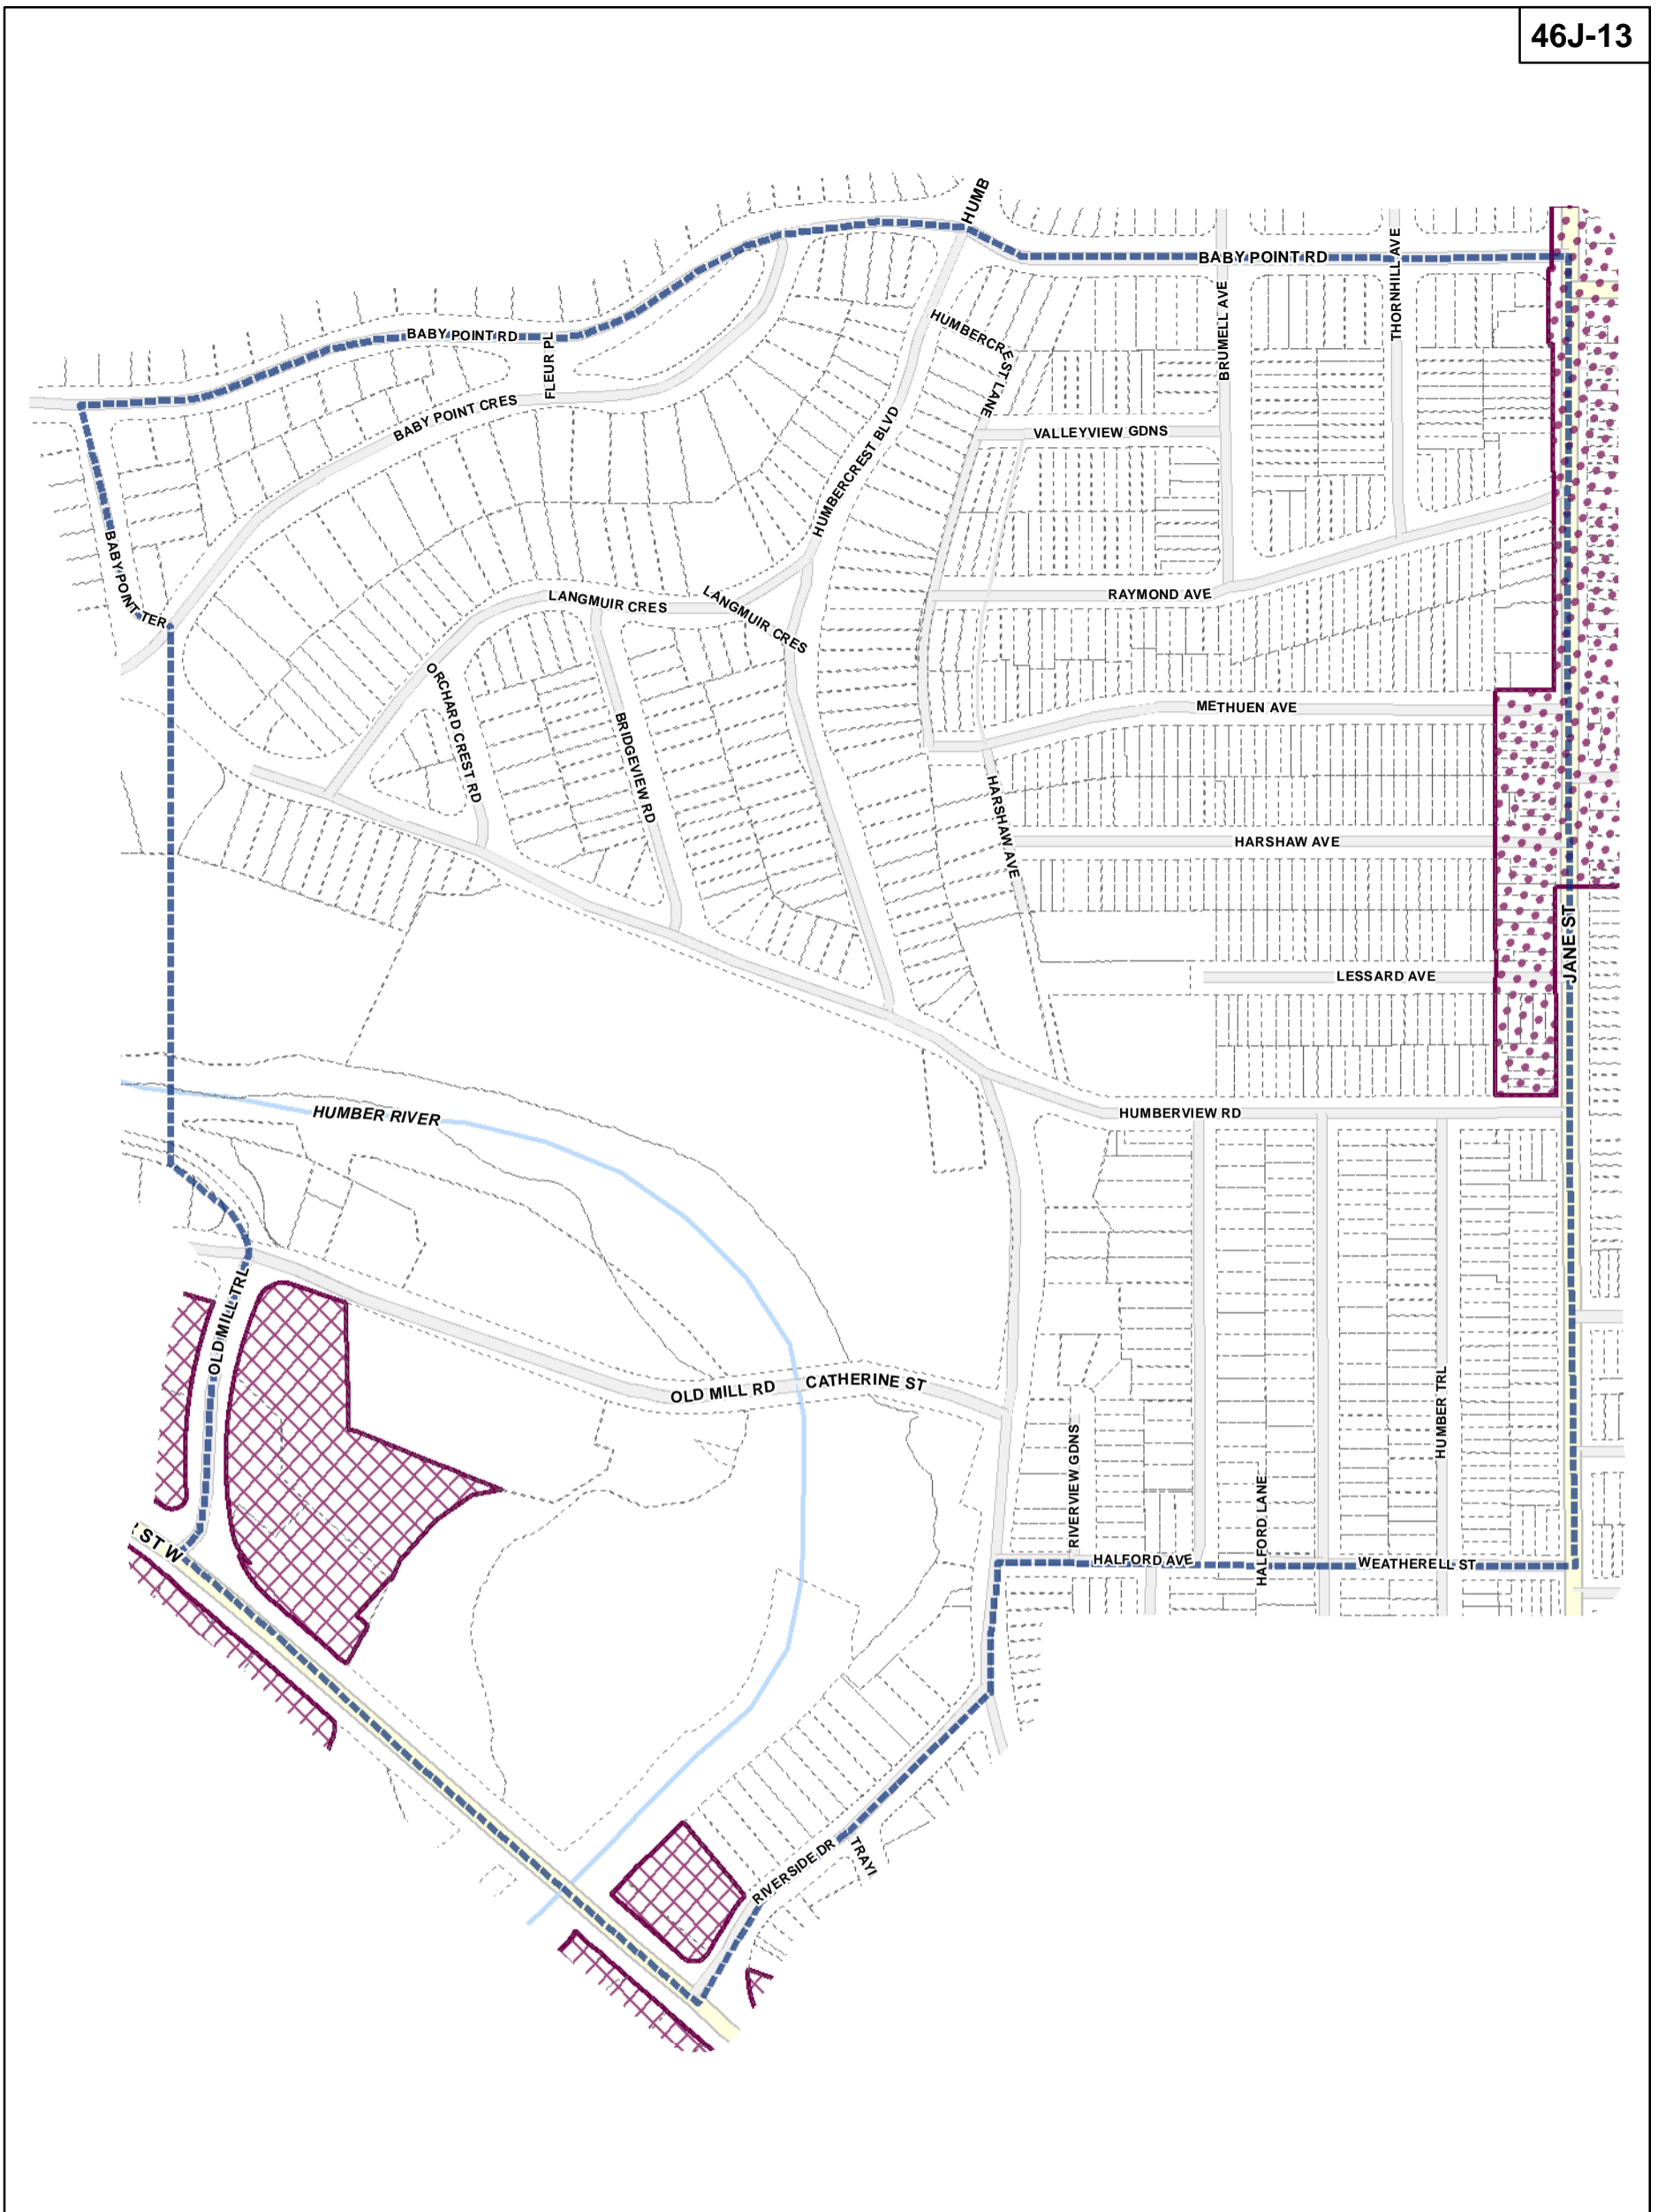 46J-13
HUMB
BABY POINT RD
THORNHILL AVE
BRUMELL AVE
HUMBERCREST LANE
BABY POINT RD
FLEUR PL
BABY POINT CRES
VALLEYVIEW GDNS
HUMBERCREST BLVD
BABY POINT TER
LANGMUIR CRES
LANGMUIR CRES
RAYMOND AVE
ORCHARD CREST RD
BRIDGEVIEW RD
METHUEN AVE
HARSHAW AVE
HARSHAW AVE
JANE ST
LESSARD AVE
HUMBER RIVER
HUMBERVIEW RD
OLD MILL TRL
OLD MILL RD
CATHERINE ST
HUMBER TRL
RIVERVIEW GDNS
HALFORD LANE
ST W
HALFORD AVE
WEATHERELL ST
RIVERSIDE DR
TRAYI